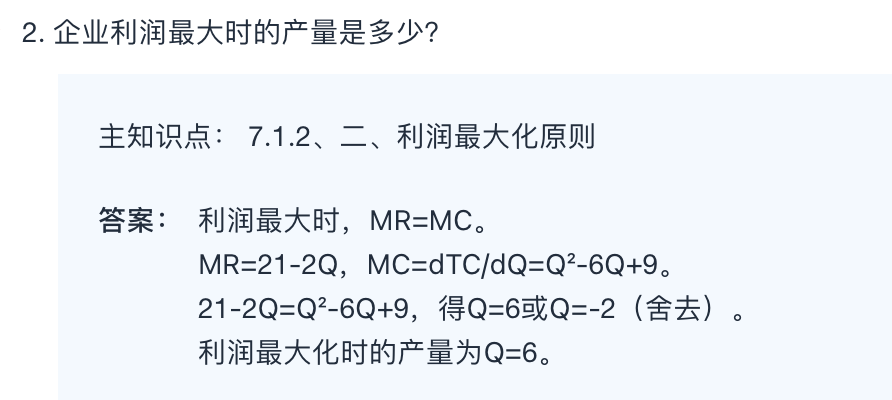 2. 企业利润最大时的产量是多少?
主知识点： 7.1.2、二、利润最大化原则
答案： 利润最大时，MR=MC。
MR=21-2Q，MC=dTC/dQ=Q²-6Q+9。
21-2Q=Q²-6Q+9，得Q=6或Q=-2（舍去）。
利润最大化时的产量为Q=6。